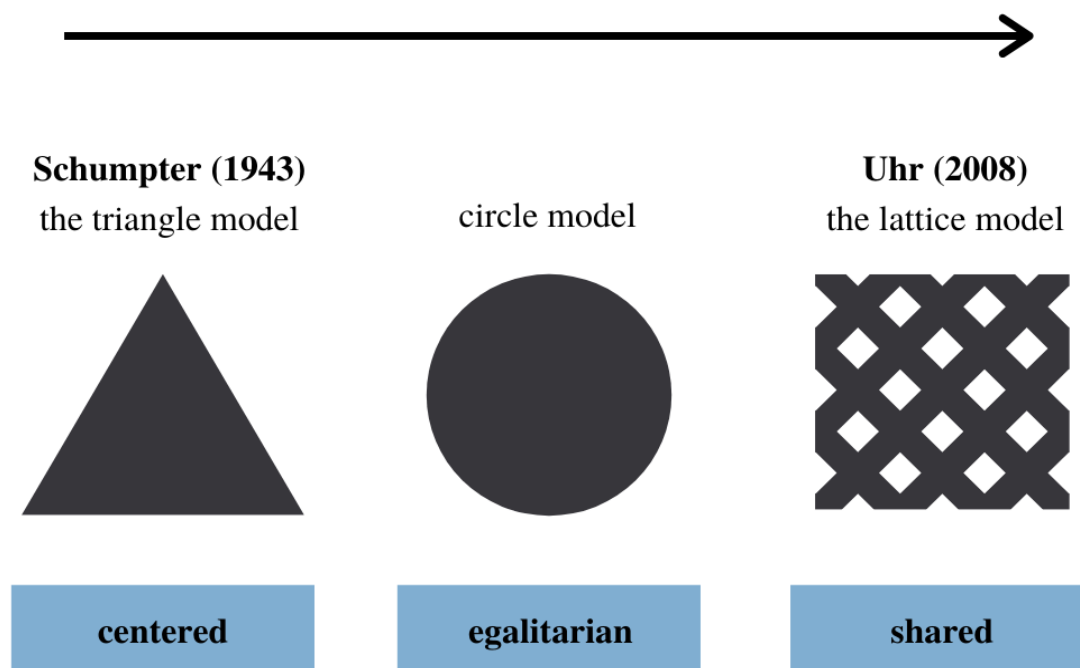 Schumpter (1943)
the triangle model
circle model
Uhr (2008)
the lattice model
centered
egalitarian
shared